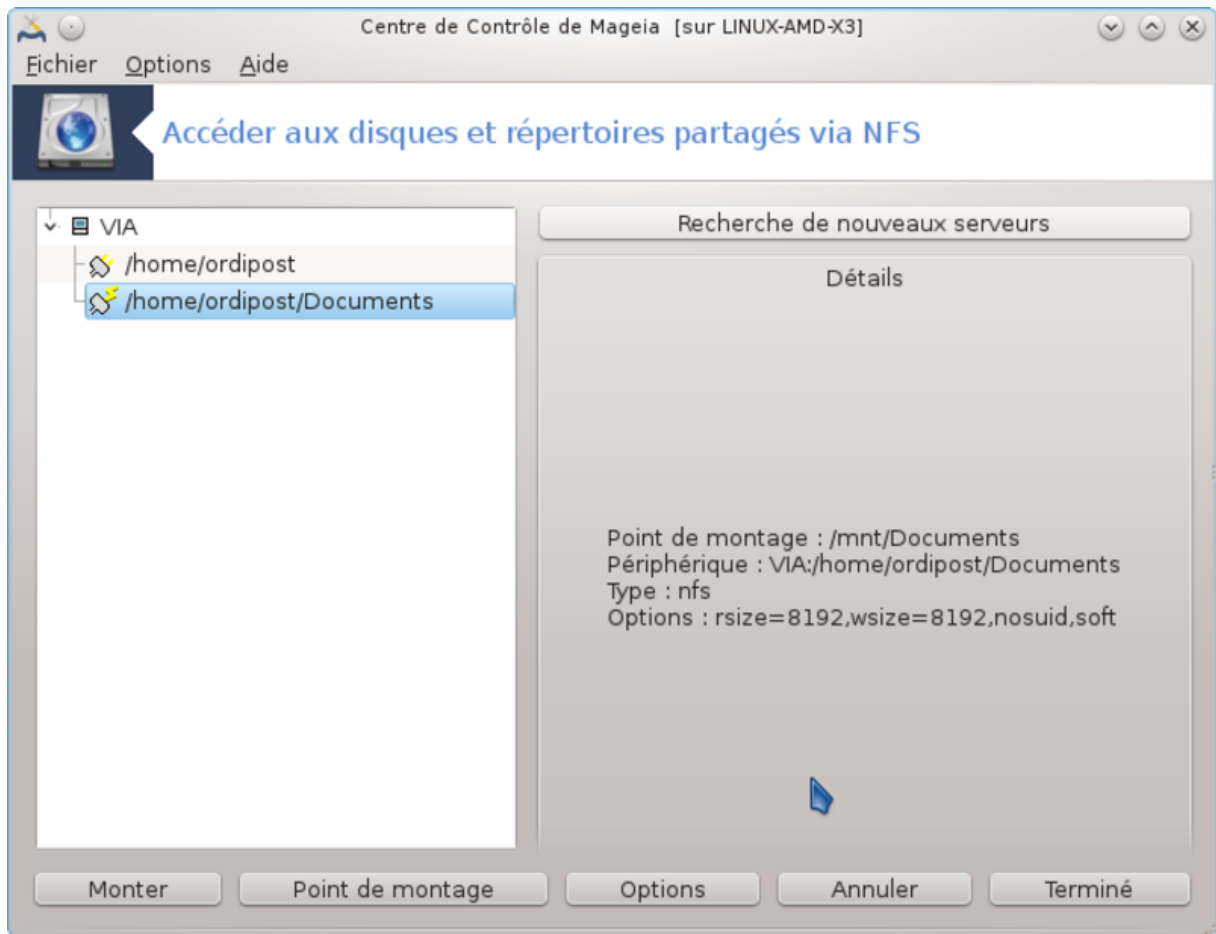 Centre de Contrôle de Mageia [sur LINUX-AMD-X3]
Fichier Options Aide
Accéder aux disques et répertoires partagés via NFS
VIA
/home/ordipost
/home/ordipost/Documents
Recherche de nouveaux serveurs
Détails
Point de montage : /mnt/Documents
Périphérique : VIA:/home/ordipost/Documents
Type : nfs
Options : rsize=8192,wsize=8192,nosuid,soft
Monter Point de montage Options Annuler Terminé